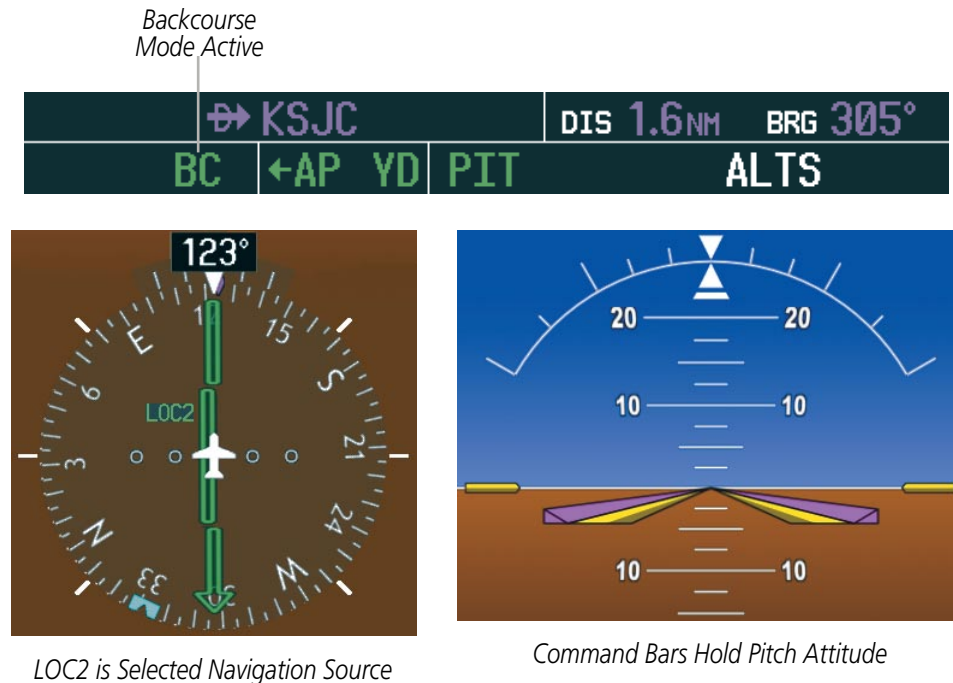 Backcourse
Mode Active
D→ KSJC DIS 1.6NM BRG 305°
BC ←AP YD PIT ALTS
123°
14
15
E
S
6
LOC2
21
3
24
N
W
33
30
20 20
10 10
10 10
LOC2 is Selected Navigation Source
Command Bars Hold Pitch Attitude